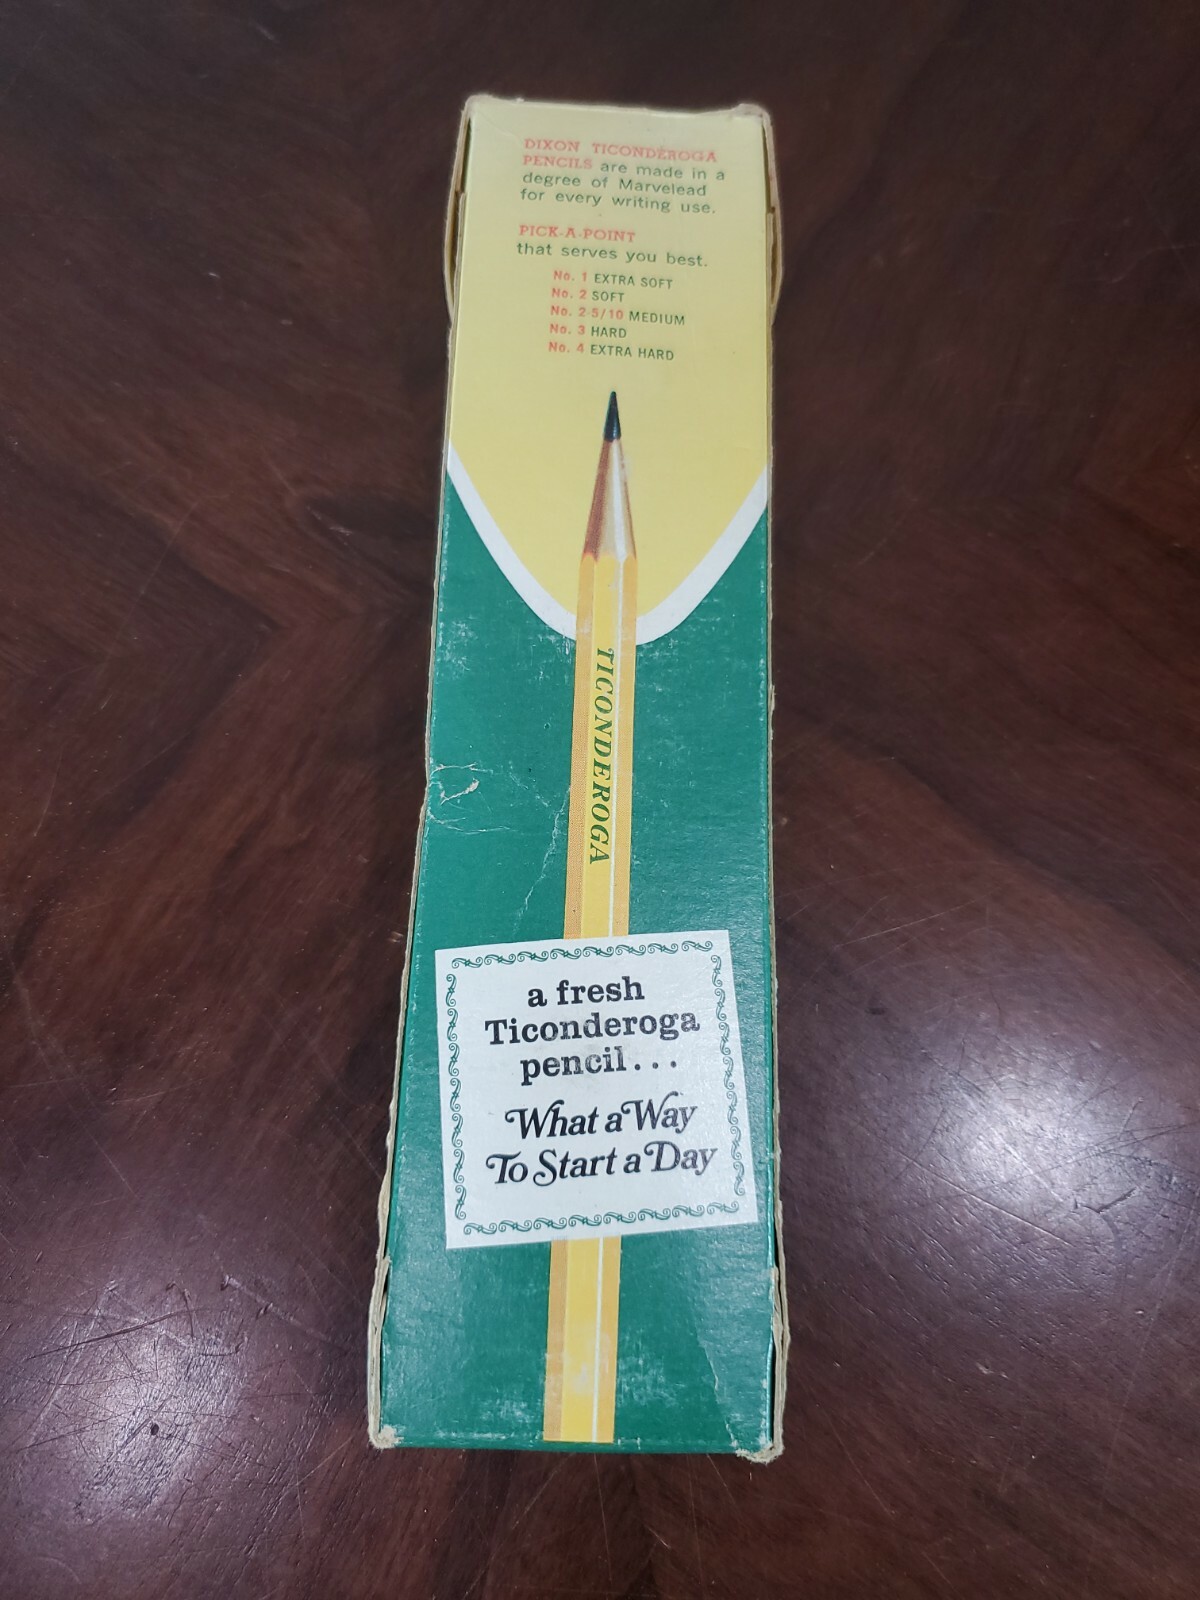 DIXON TICONDEROGA
PENCILS are made in a
degree of Marvelead
for every writing use.
PICK-A-POINT
that serves you best.
No. 1 EXTRA SOFT
No. 2 SOFT
No. 2-5/10 MEDIUM
No. 3 HARD
No. 4 EXTRA HARD
TICONDEROGA
a fresh
Ticonderoga
pencil...
What a Way
To Start a Day